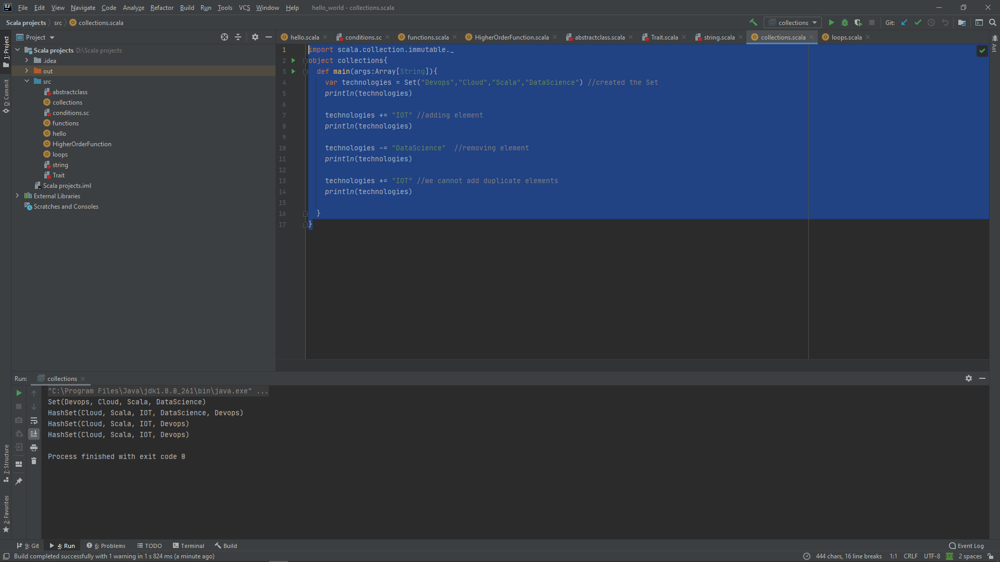 File Edit View Navigate Code Analyze Refactor Build Run Tools VCS Window Help hello_world - collections.scala
Scala projects src collections.scala
collections Git:
Project
hello.scala conditions.sc functions.scala HigherOrderFunction.scala abstractclass.scala Trait.scala string.scala collections.scala loops.scala
1: Project
0: Commit
7: Structure
2: Favorites
Ant
Scala projects D:\Scala projects
.idea
out
src
abstractclass
collections
conditions.sc
functions
hello
HigherOrderFunction
loops
string
Trait
Scala projects.iml
External Libraries
Scratches and Consoles
1 import scala.collection.immutable._
2 object collections{
3 def main(args:Array[String]){
4 var technologies = Set("Devops","Cloud","Scala","DataScience") //created the Set
5 println(technologies)
6
7 technologies += "IOT" //adding element
8 println(technologies)
9
10 technologies -= "DataScience" //removing element
11 println(technologies)
12
13 technologies += "IOT" //we cannot add duplicate elements
14 println(technologies)
15
16 }
17 }
Run: collections
"C:\Program Files\Java\jdk1.8.0_261\bin\java.exe" ...
Set(Devops, Cloud, Scala, DataScience)
HashSet(Cloud, Scala, IOT, DataScience, Devops)
HashSet(Cloud, Scala, IOT, Devops)
HashSet(Cloud, Scala, IOT, Devops)
Process finished with exit code 0
9: Git 4: Run 6: Problems TODO Terminal Build Event Log
Build completed successfully with 1 warning in 1 s 824 ms (a minute ago) 444 chars, 16 line breaks 1:1 CRLF UTF-8 2 spaces